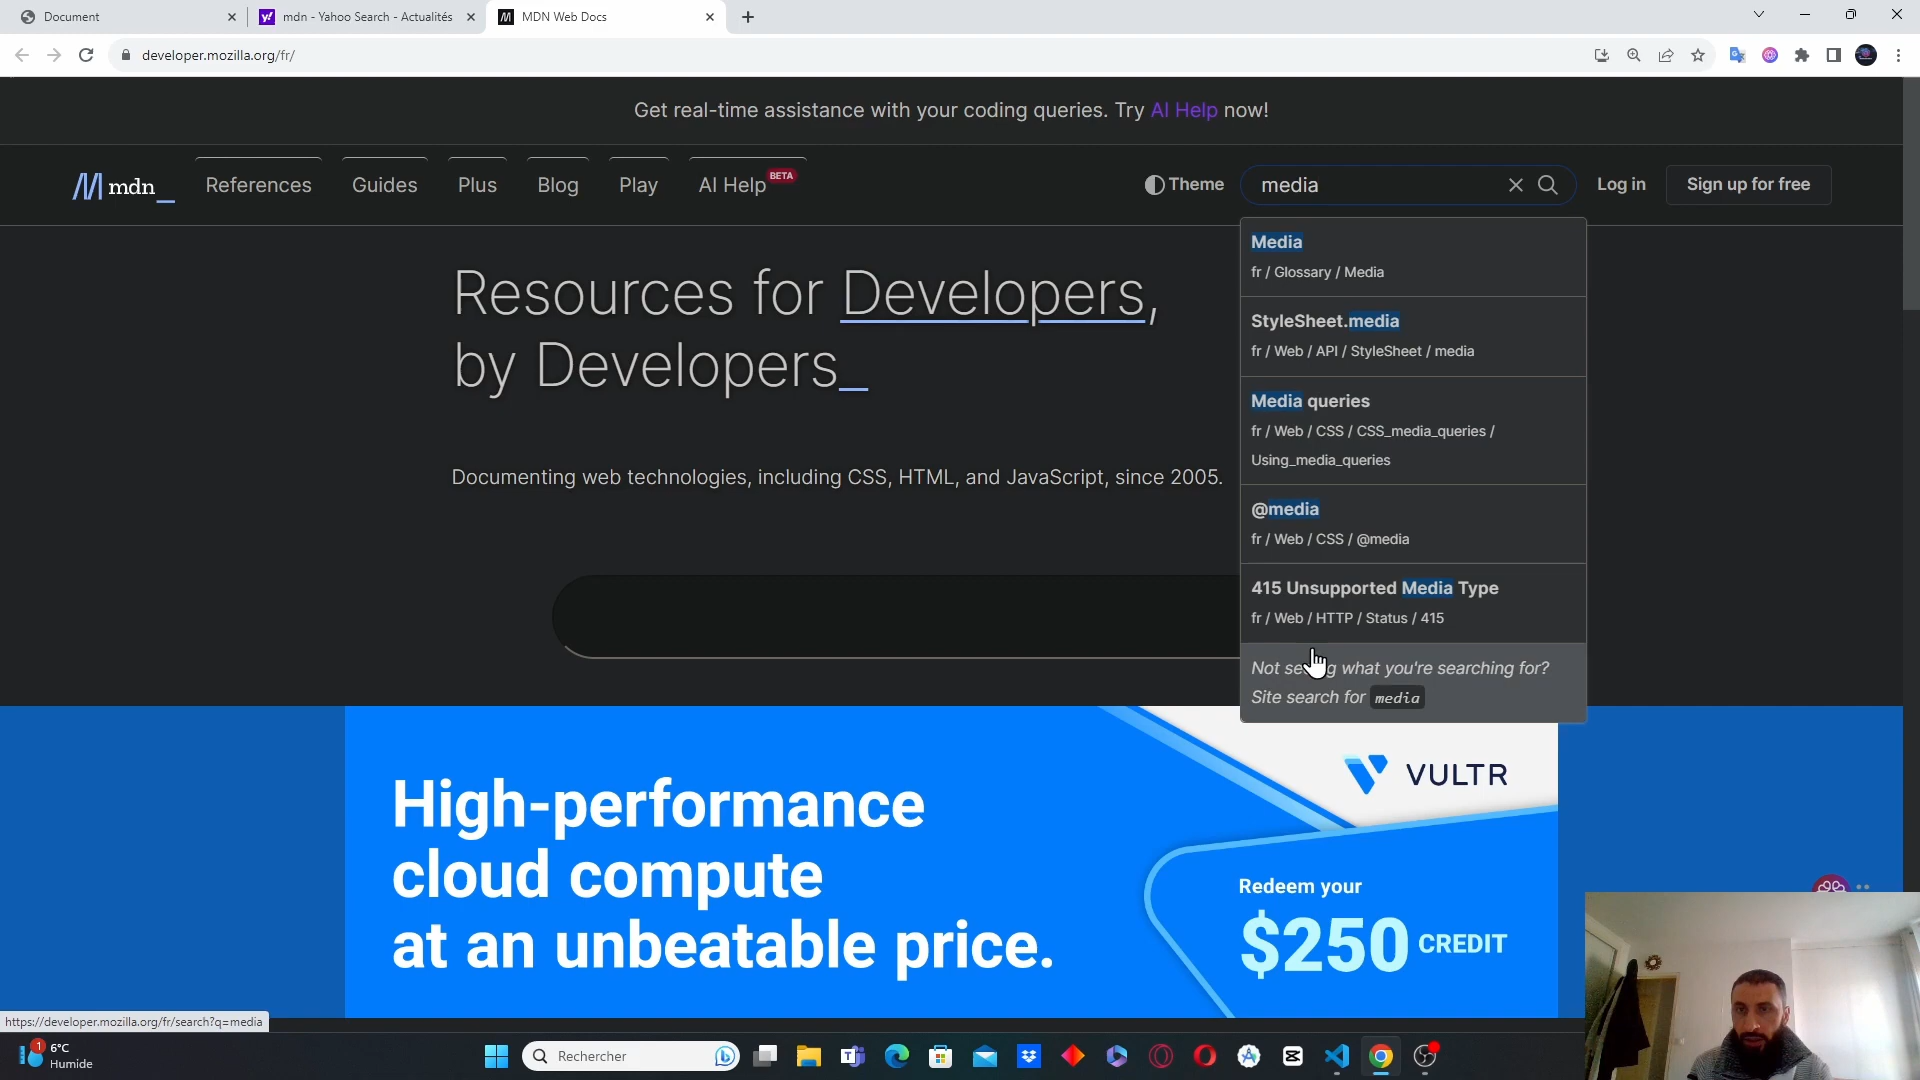 Document
mdn - Yahoo Search - Actualités
MDN Web Docs
developer.mozilla.org/fr/
Get real-time assistance with your coding queries. Try AI Help now!
mdn_
References
Guides
Plus
Blog
Play
AI Help
BETA
Theme
media
Log in
Sign up for free
Media
fr / Glossary / Media
StyleSheet.media
fr / Web / API / StyleSheet / media
Media queries
fr / Web / CSS / CSS_media_queries /
Using_media_queries
@media
fr / Web / CSS / @media
415 Unsupported Media Type
fr / Web / HTTP / Status / 415
Not seeing what you're searching for?
Site search for media
Resources for Developers,
by Developers_
Documenting web technologies, including CSS, HTML, and JavaScript, since 2005.
High-performance
cloud compute
at an unbeatable price.
VULTR
Redeem your
$250 CREDIT
https://developer.mozilla.org/fr/search?q=media
1
6°C
Humide
Rechercher